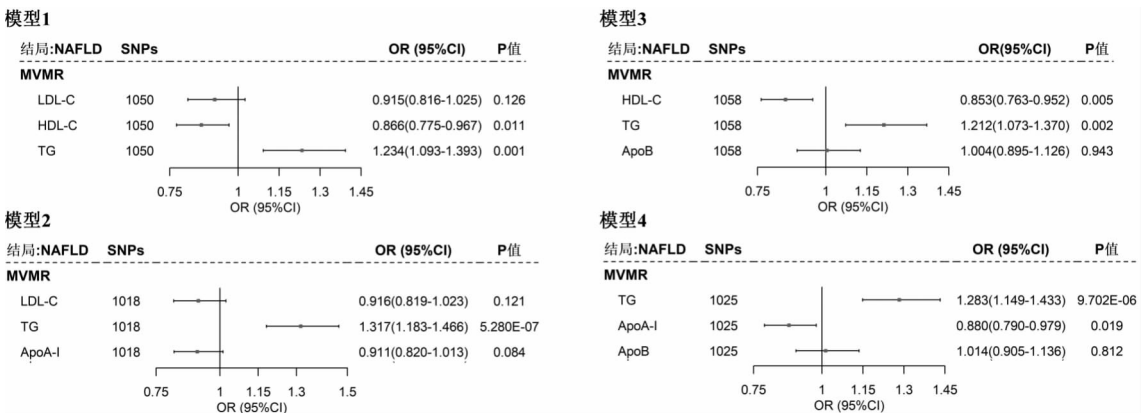 模型1
结局:NAFLD SNPs OR (95%CI) P值
MVMR
LDL-C 1050 0.915(0.816-1.025) 0.126
HDL-C 1050 0.866(0.775-0.967) 0.011
TG 1050 1.234(1.093-1.393) 0.001
0.75 1 1.15 1.3 1.45
OR (95%CI)
模型2
结局:NAFLD SNPs OR (95%CI) P值
MVMR
LDL-C 1018 0.916(0.819-1.023) 0.121
TG 1018 1.317(1.183-1.466) 5.280E-07
ApoA-I 1018 0.911(0.820-1.013) 0.084
0.75 1 1.15 1.3 1.5
OR (95%CI)
模型3
结局:NAFLD SNPs OR(95%CI) P值
MVMR
HDL-C 1058 0.853(0.763-0.952) 0.005
TG 1058 1.212(1.073-1.370) 0.002
ApoB 1058 1.004(0.895-1.126) 0.943
0.75 1 1.15 1.3 1.45
OR (95%CI)
模型4
结局:NAFLD SNPs OR (95%CI) P值
MVMR
TG 1025 1.283(1.149-1.433) 9.702E-06
ApoA-I 1025 0.880(0.790-0.979) 0.019
ApoB 1025 1.014(0.905-1.136) 0.812
0.75 1 1.15 1.3 1.45
OR (95%CI)